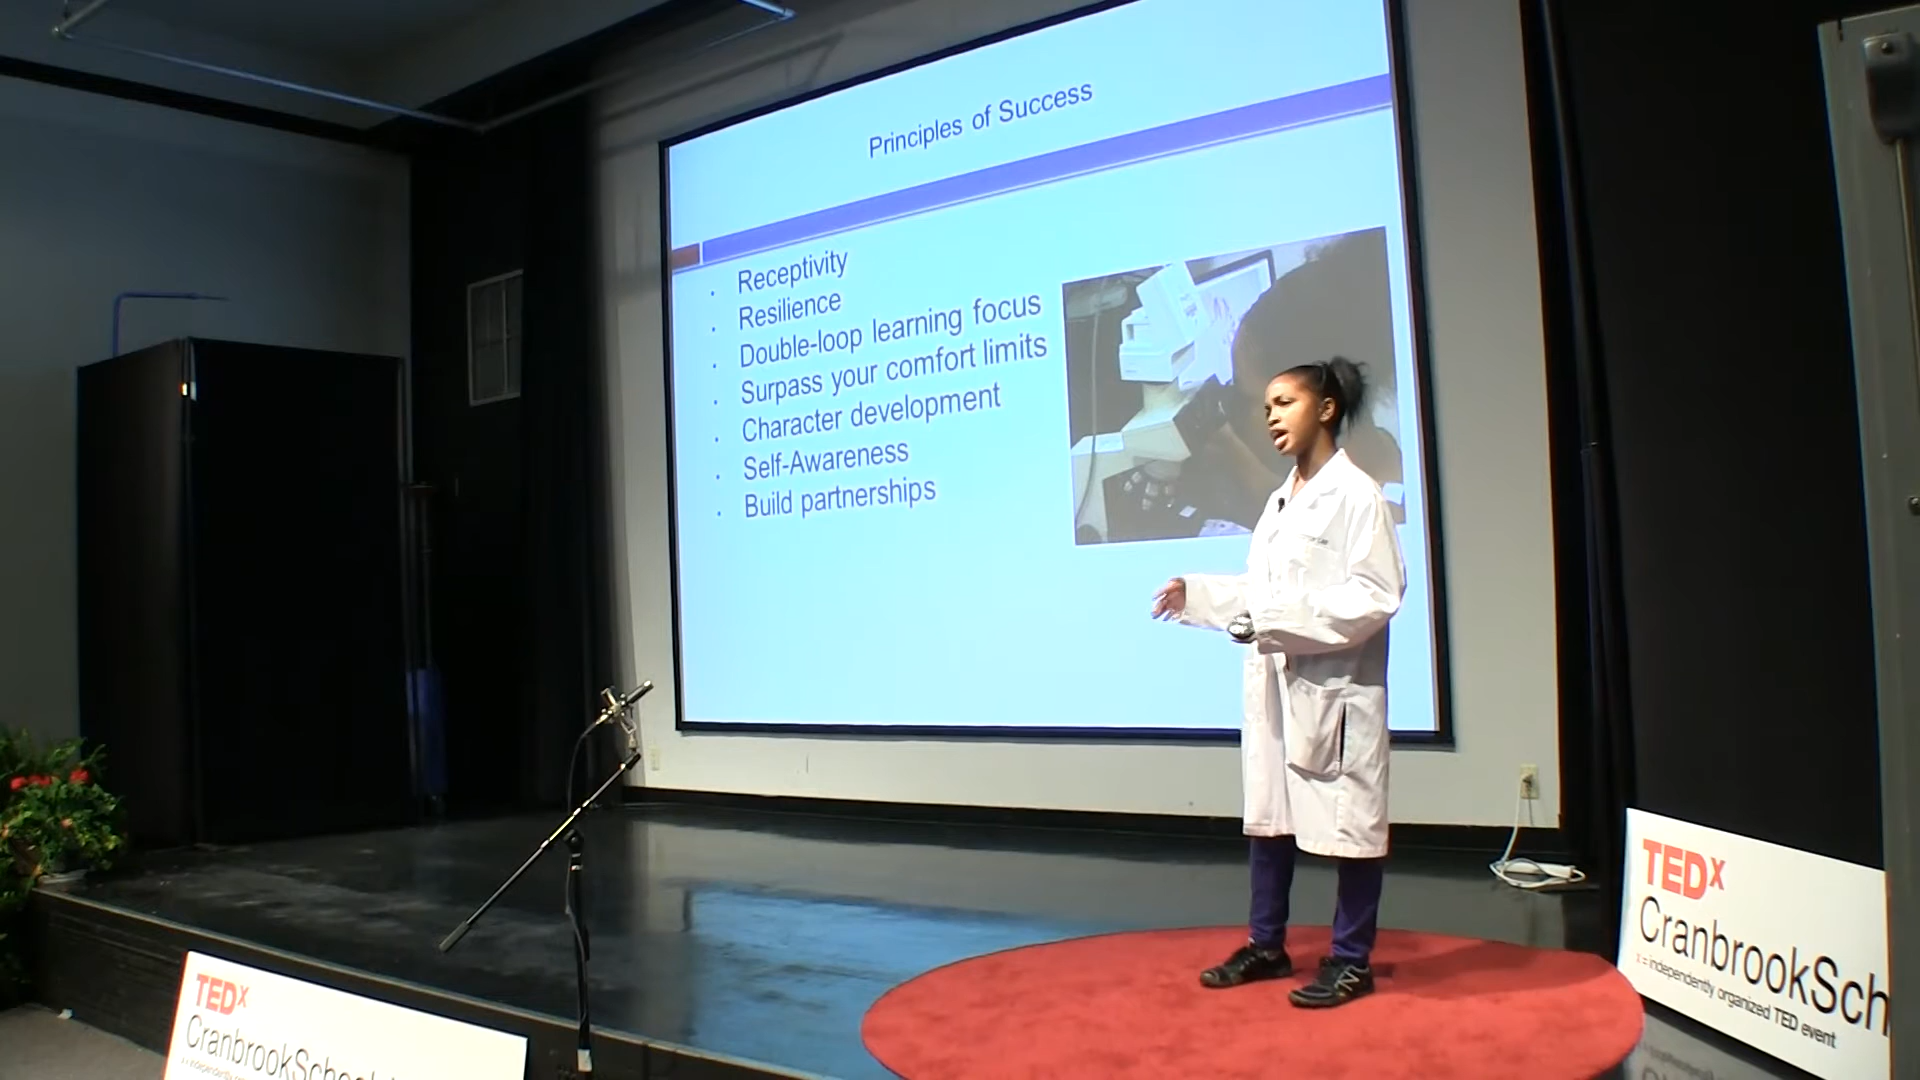 Principles of Success
Receptivity
Resilience
Double-loop learning focus
Surpass your comfort limits
Character development
Self-Awareness
Build partnerships
TEDx
CranbrookSch
x = independently organized TED event
TEDx